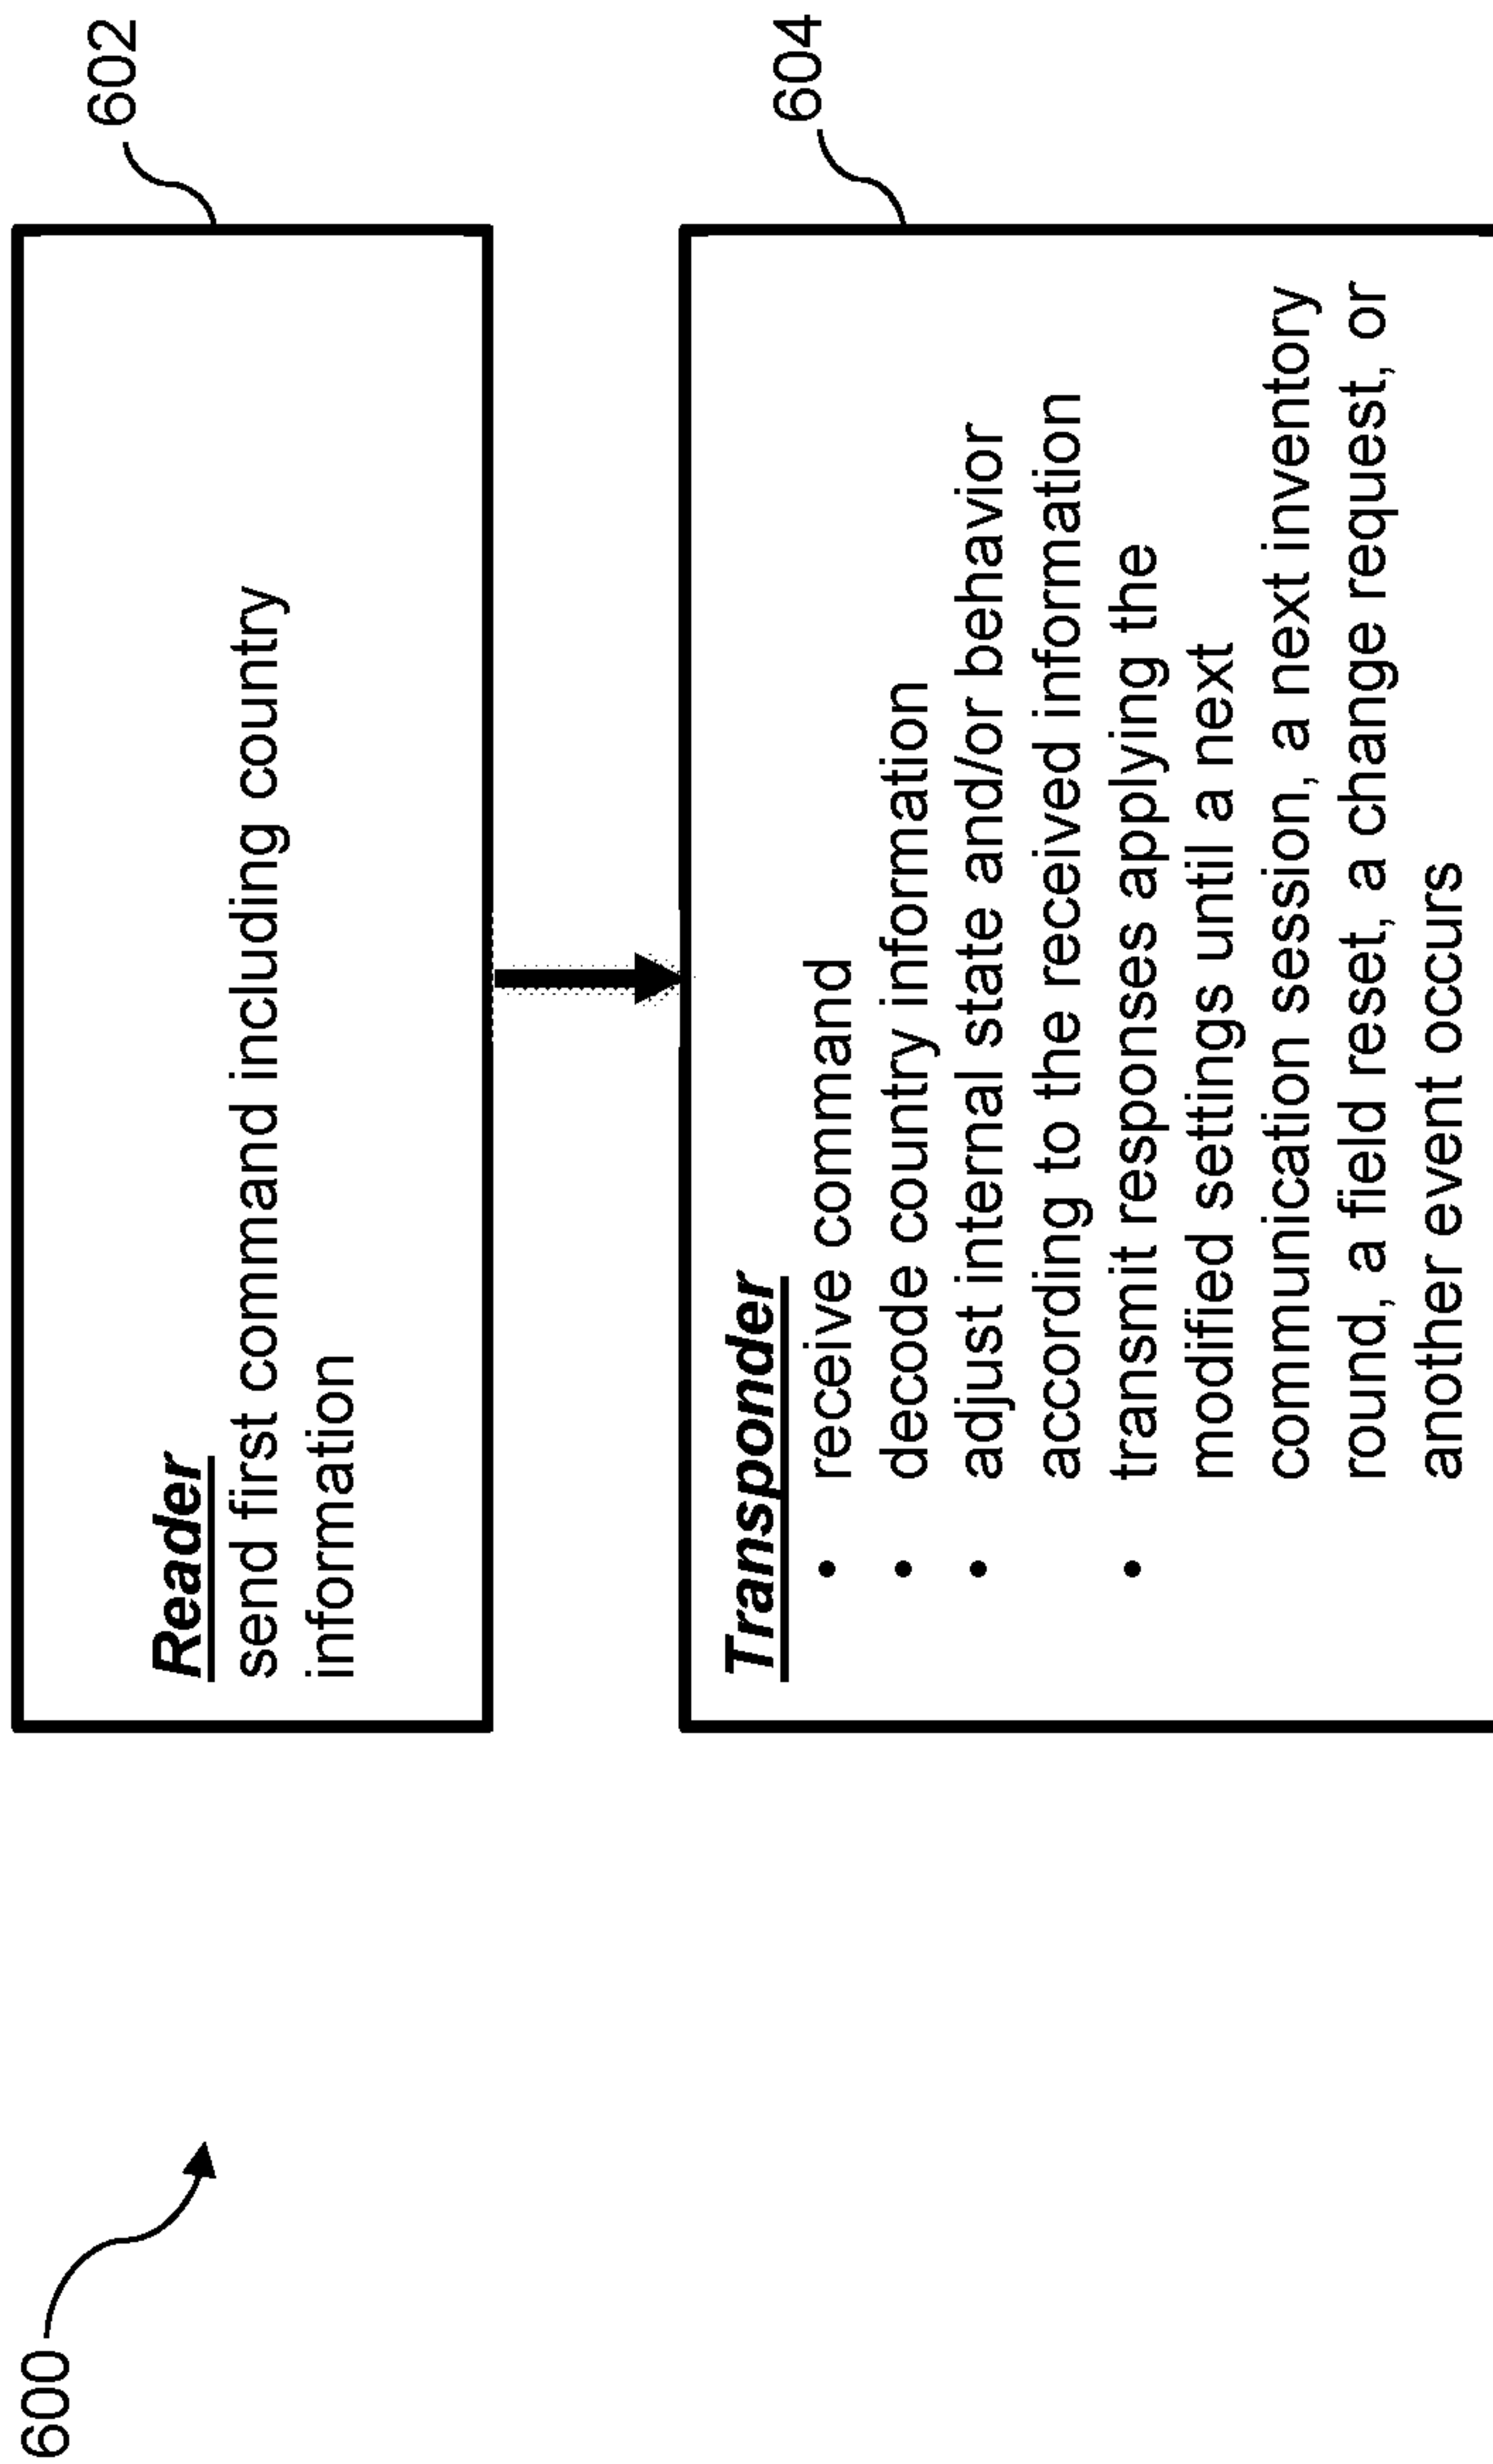 600
602
Reader
send first command including country
information
604
Transponder
• receive command
• decode country information
• adjust internal state and/or behavior
according to the received information
• transmit responses applying the
modified settings until a next
communication session, a next inventory
round, a field reset, a change request, or
another event occurs